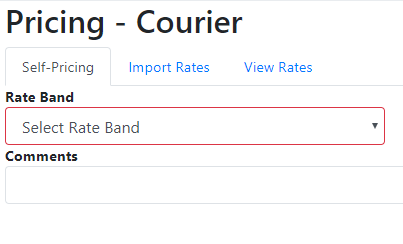 Pricing - Courier
Self-Pricing Import Rates View Rates
Rate Band
Select Rate Band
Comments